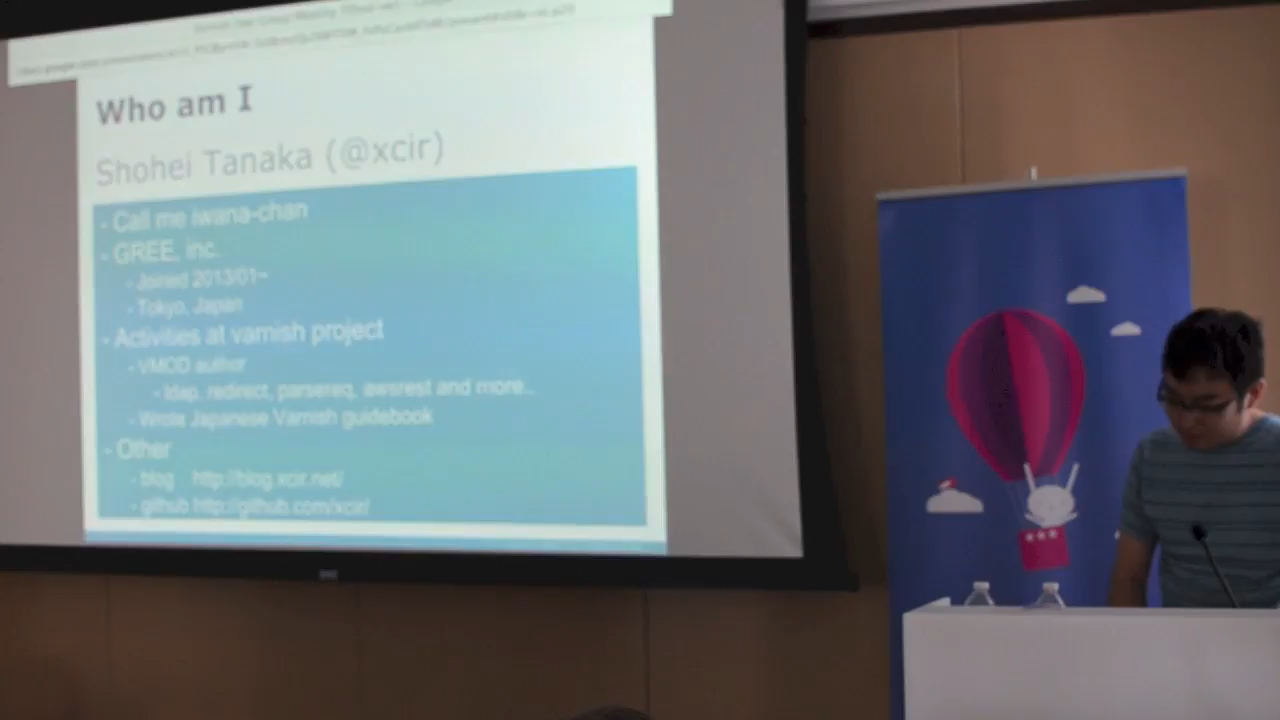 Who am I
Shohei Tanaka (@xcir)
- Call me iwana-chan
- GREE, inc.
- Joined 2013/01~
- Tokyo, Japan
- Activities at varnish project
- VMOD author
- ldap, redirect, parsereq, awsrest and more..
- Wrote Japanese Varnish guidebook
- Other
- blog http://blog.xcir.net/
- github http://github.com/xcir/